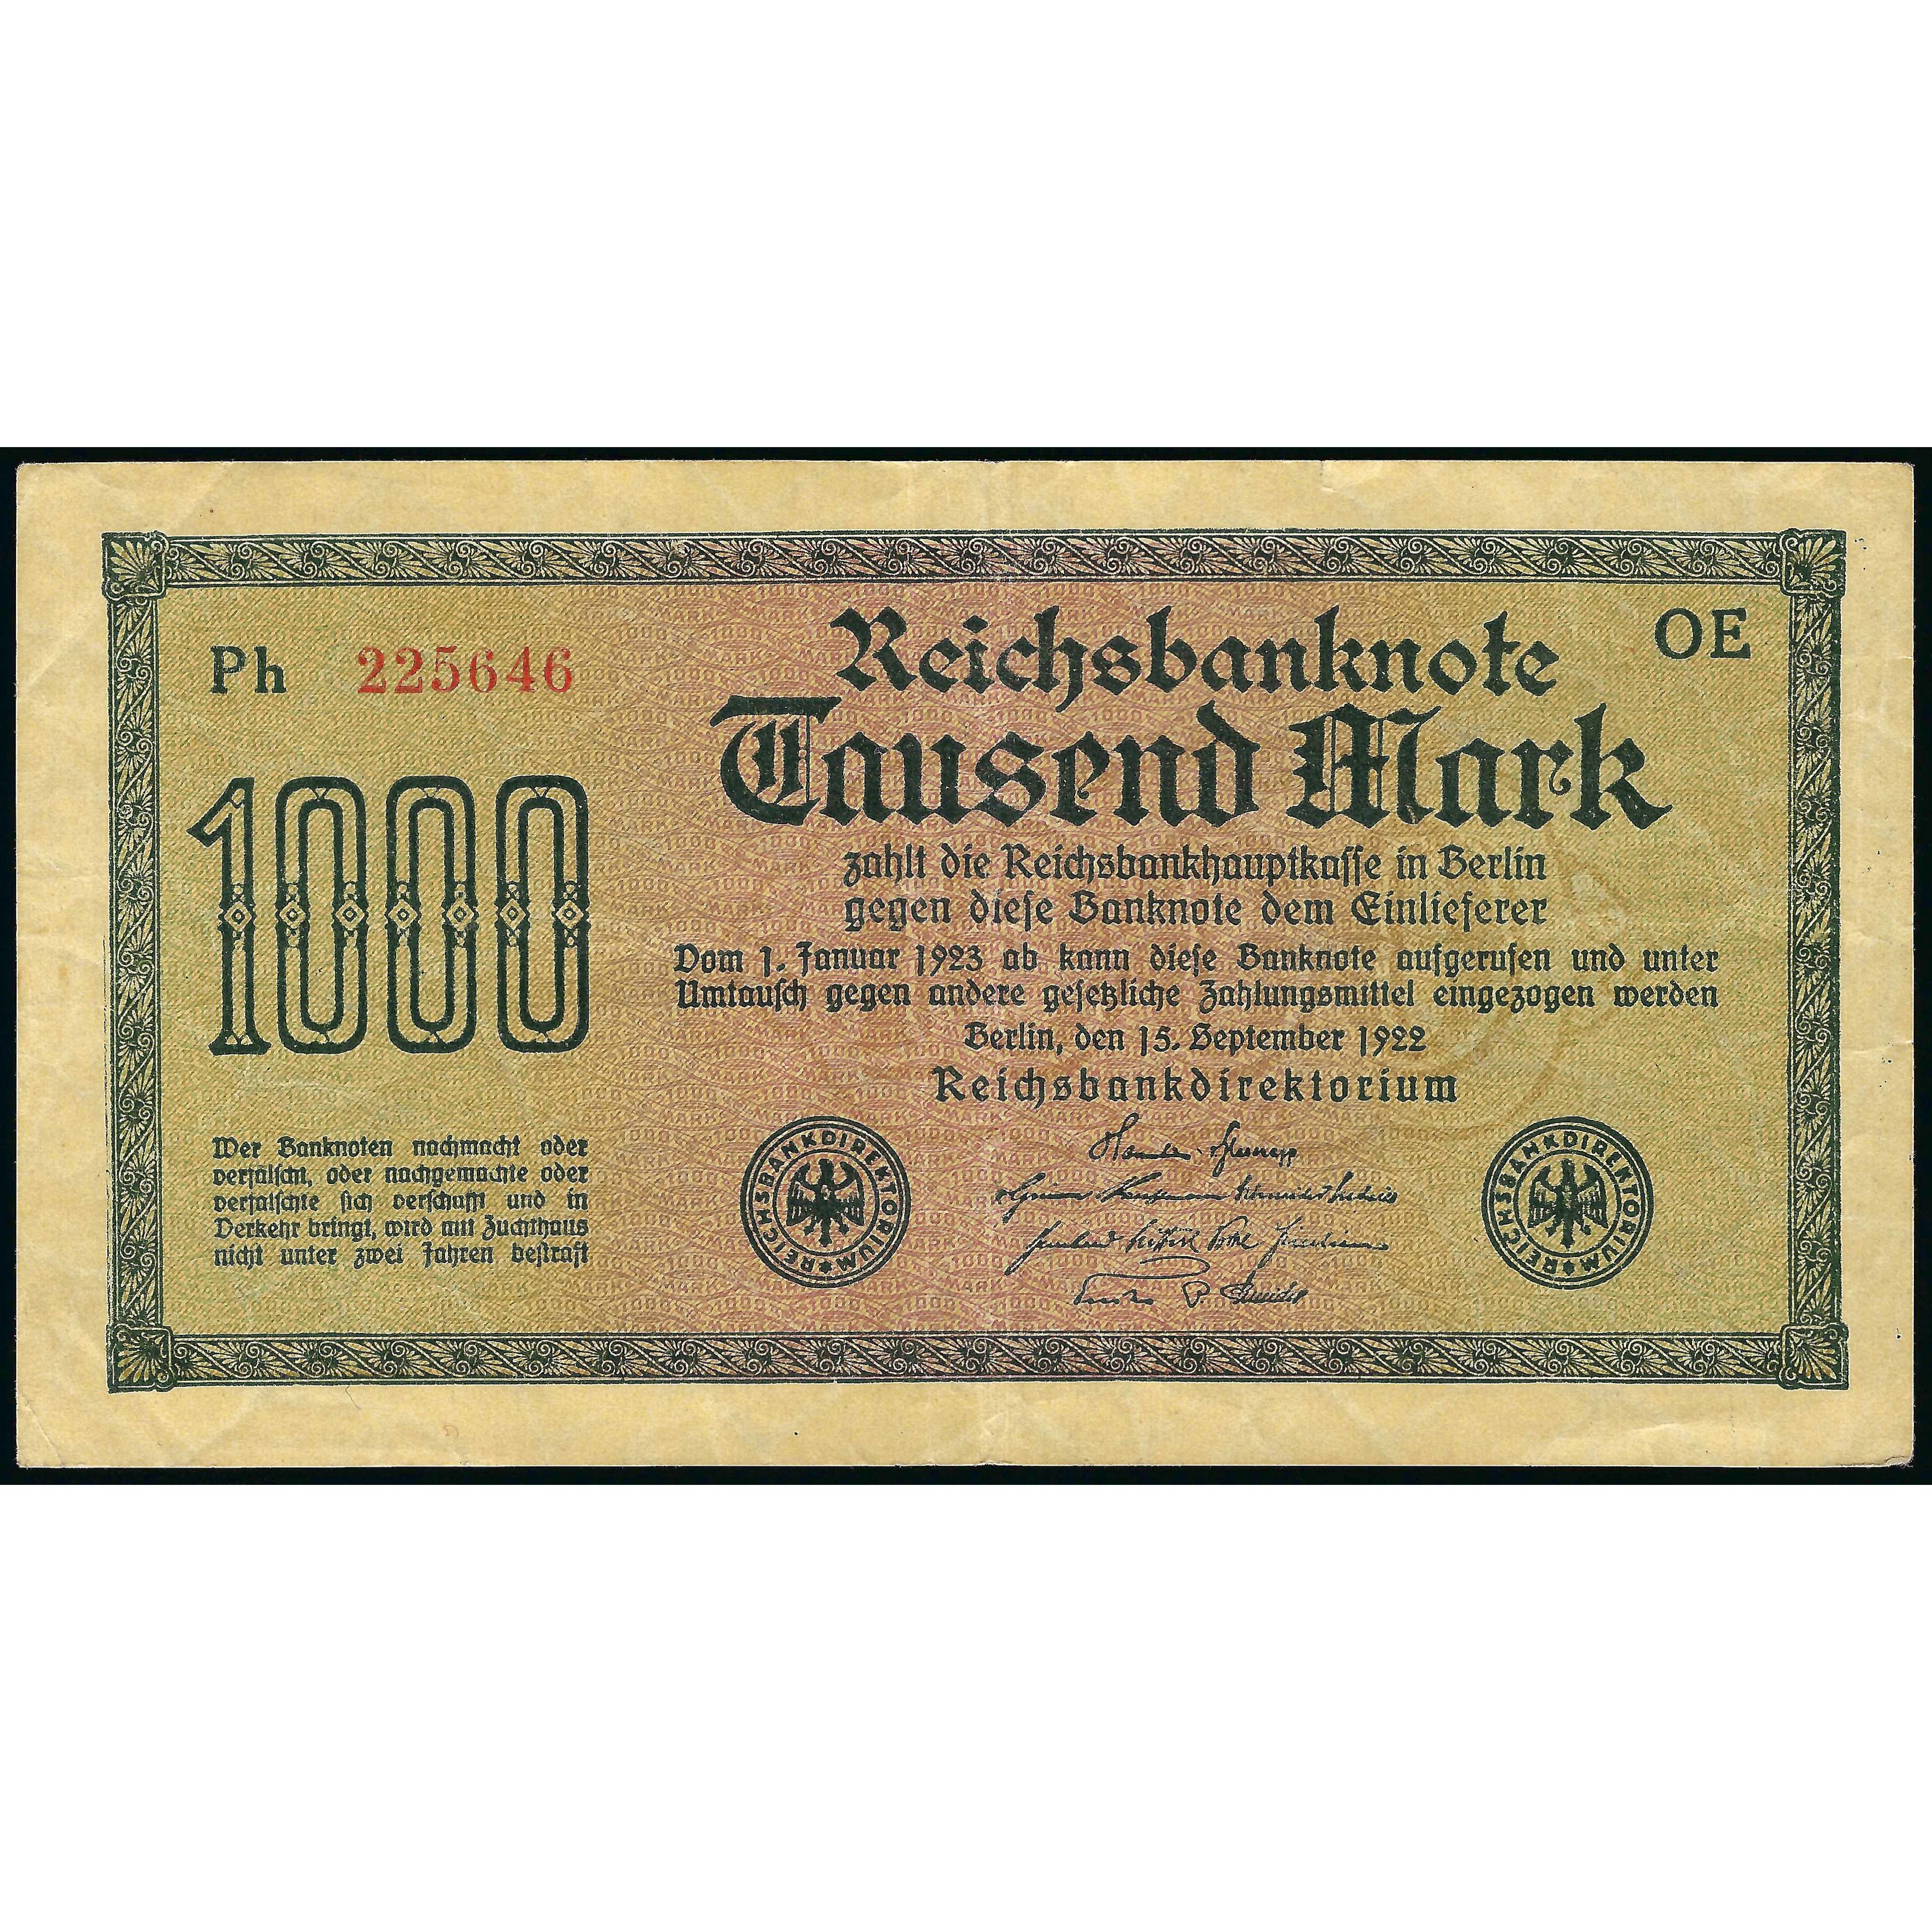 Reichsbanknote
OE
Ph 225646
Tausend Mark
1000
zahlt die Reichsbankhauptkasse in Berlin
gegen diese Banknote dem Einlieferer
Vom 1. Januar 1923 ab kann diese Banknote aufgerufen und unter
Umtausch gegen andere gesetzliche Zahlungsmittel eingezogen werden
Berlin, den 15. September 1922
Reichsbankdirektorium
Wer Banknoten nachmacht oder
verfälscht, oder nachgemachte oder
verfälschte sich verschafft und in
Verkehr bringt, wird mit Zuchthaus
nicht unter zwei Jahren bestraft
REICHSBANKDIREKTORIUM
REICHSBANKDIREKTORIUM